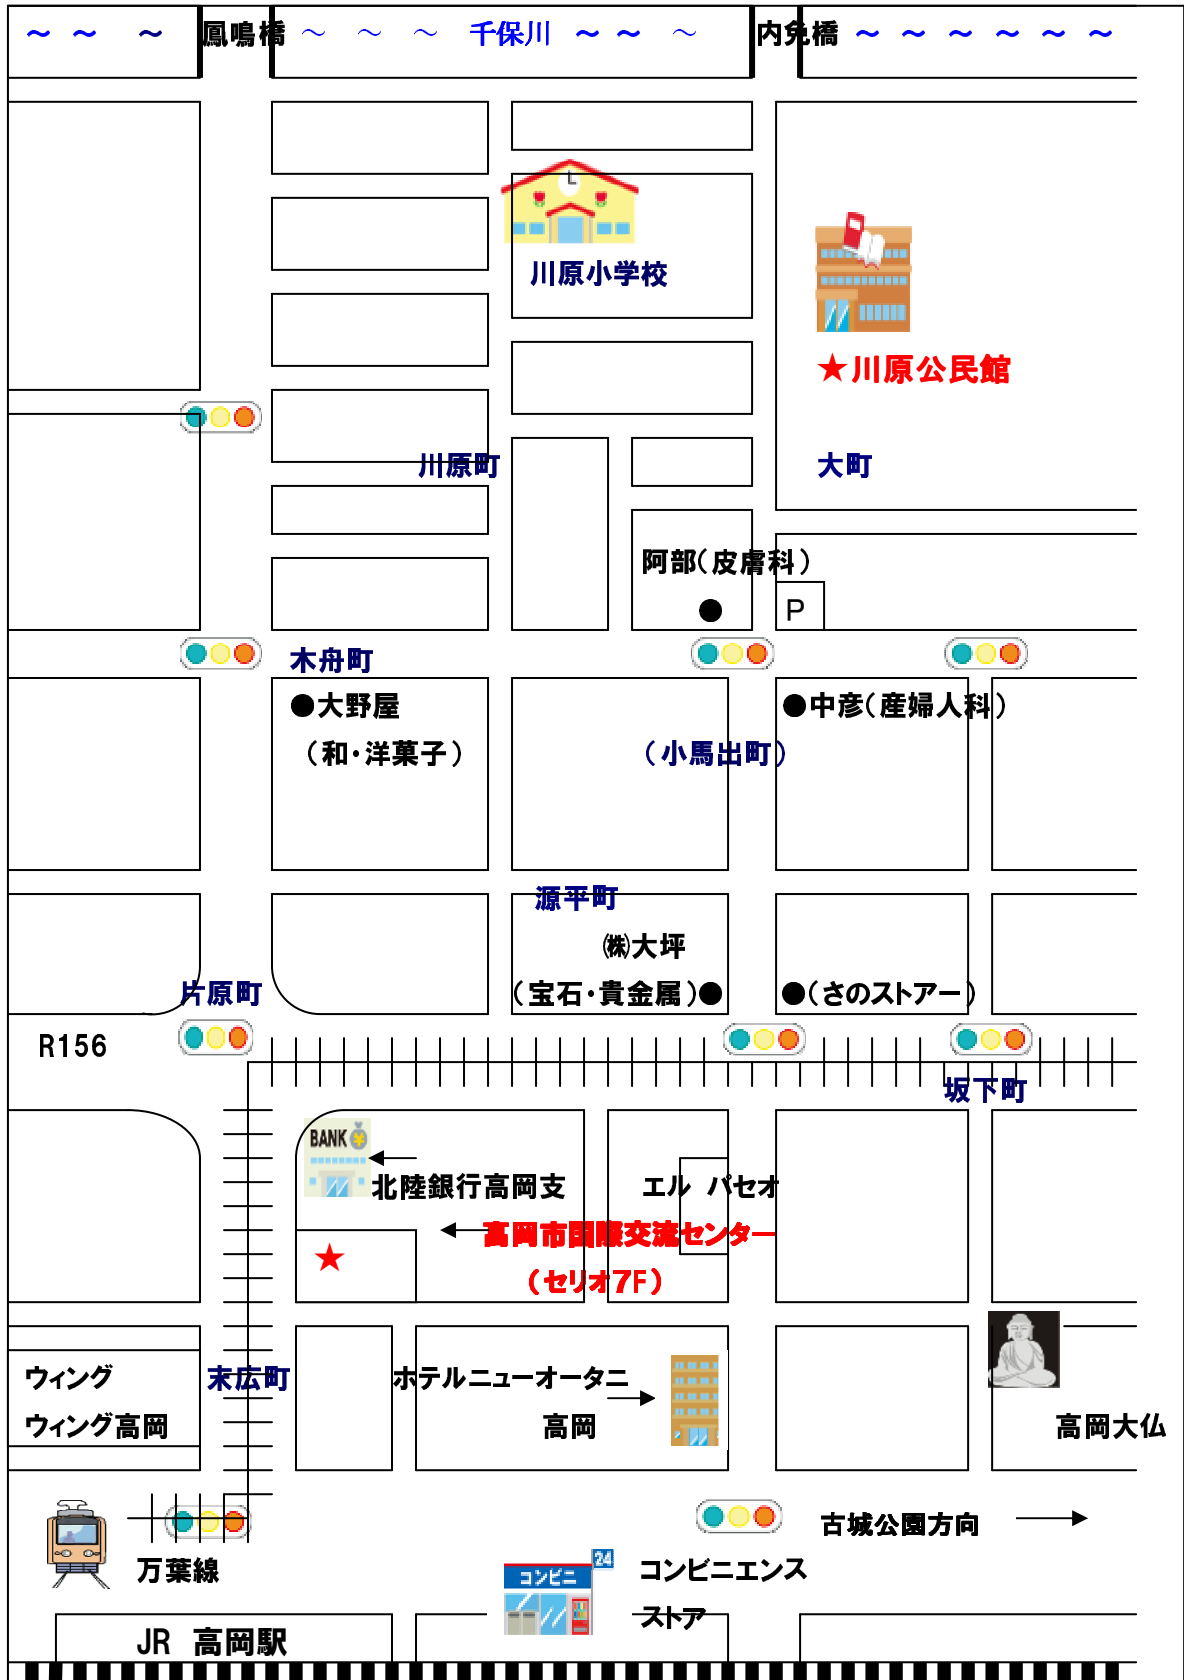 ～ ～ ～ 鳳鳴橋 ～ ～ ～ 千保川 ～ ～ ～ 内免橋 ～ ～ ～ ～ ～ ～
川原小学校
★川原公民館
川原町
大町
阿部（皮膚科）
● P
木舟町
●大野屋
（和・洋菓子）
●中彦（産婦人科）
（小馬出町）
源平町
㈱大坪
（宝石・貴金属）●
●（さのストアー）
片原町
R156
坂下町
BANK
北陸銀行高岡支
エル パセオ
高岡市国際交流センター
（セリオ7F）
★
ウィング
ウィング高岡
末広町
ホテルニューオータニ
高岡
高岡大仏
古城公園方向
万葉線
24
コンビニ
コンビニエンス
ストア
JR 高岡駅